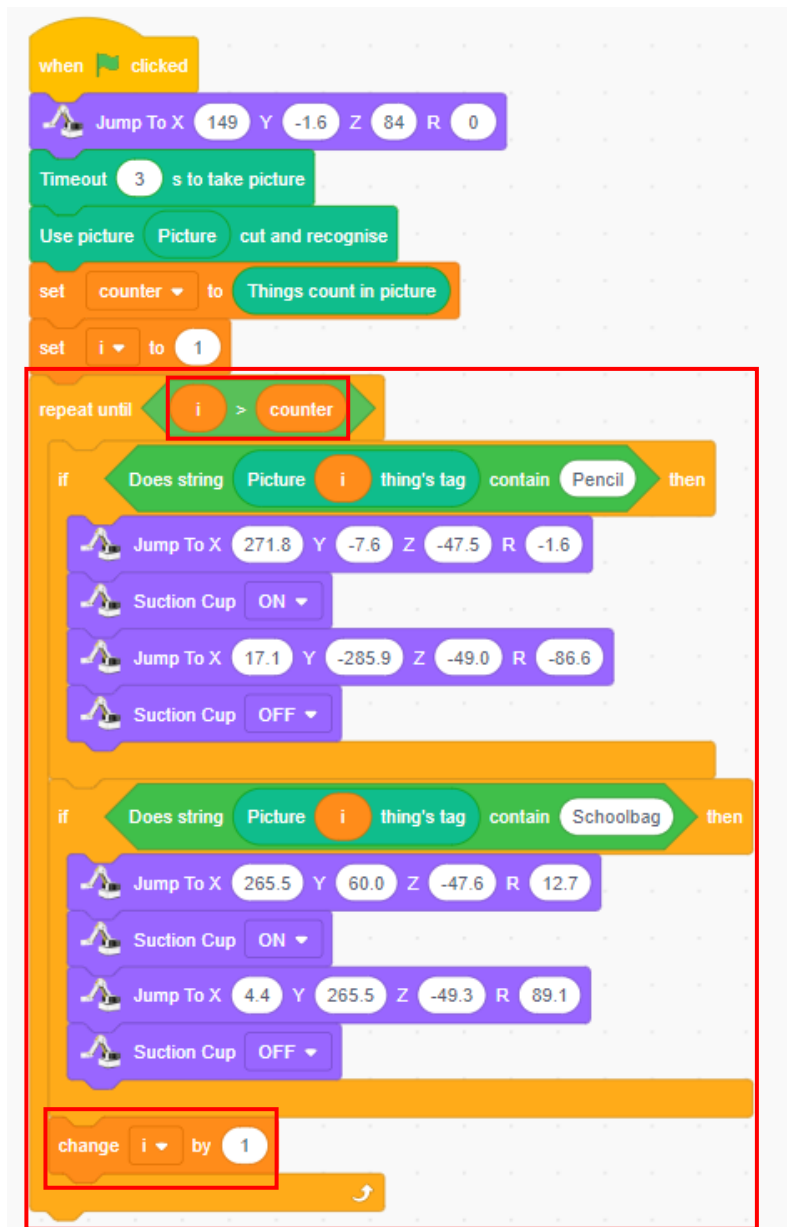 when clicked
Jump To X 149 Y -1.6 Z 84 R 0
Timeout 3 s to take picture
Use picture Picture cut and recognise
set counter to Things count in picture
set i to 1
repeat until i > counter
if Does string Picture i thing's tag contain Pencil then
Jump To X 271.8 Y -7.6 Z -47.5 R -1.6
Suction Cup ON
Jump To X 17.1 Y -285.9 Z -49.0 R -86.6
Suction Cup OFF
if Does string Picture i thing's tag contain Schoolbag then
Jump To X 265.5 Y 60.0 Z -47.6 R 12.7
Suction Cup ON
Jump To X 4.4 Y 265.5 Z -49.3 R 89.1
Suction Cup OFF
change i by 1